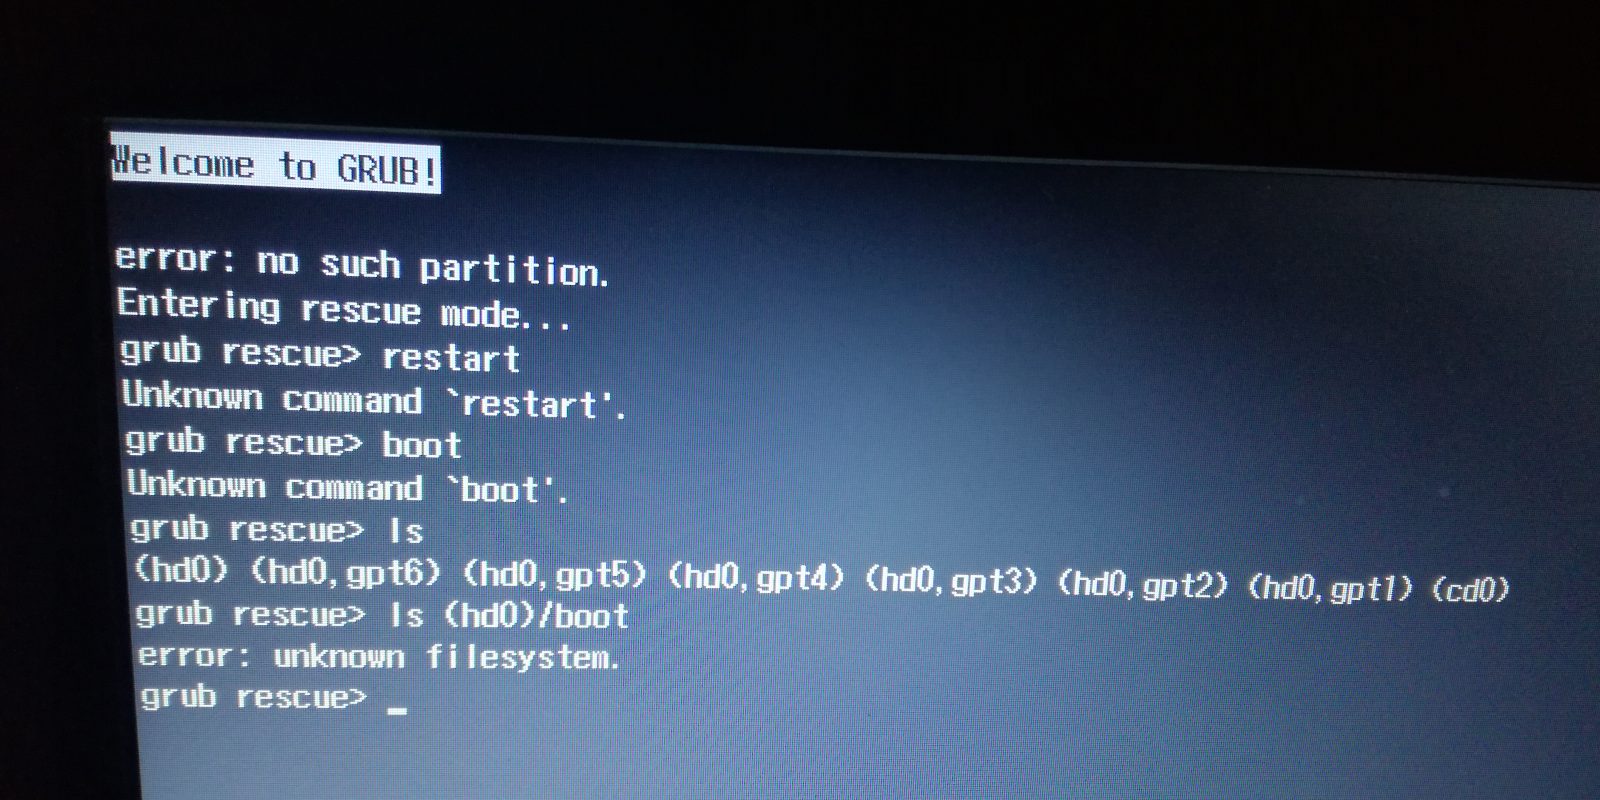 Welcome to GRUB!
error: no such partition.
Entering rescue mode...
grub rescue> restart
Unknown command `restart'.
grub rescue> boot
Unknown command `boot'.
grub rescue> ls
(hd0) (hd0,gpt6) (hd0,gpt5) (hd0,gpt4) (hd0,gpt3) (hd0,gpt2) (hd0,gpt1) (cd0)
grub rescue> ls (hd0)/boot
error: unknown filesystem.
grub rescue> _